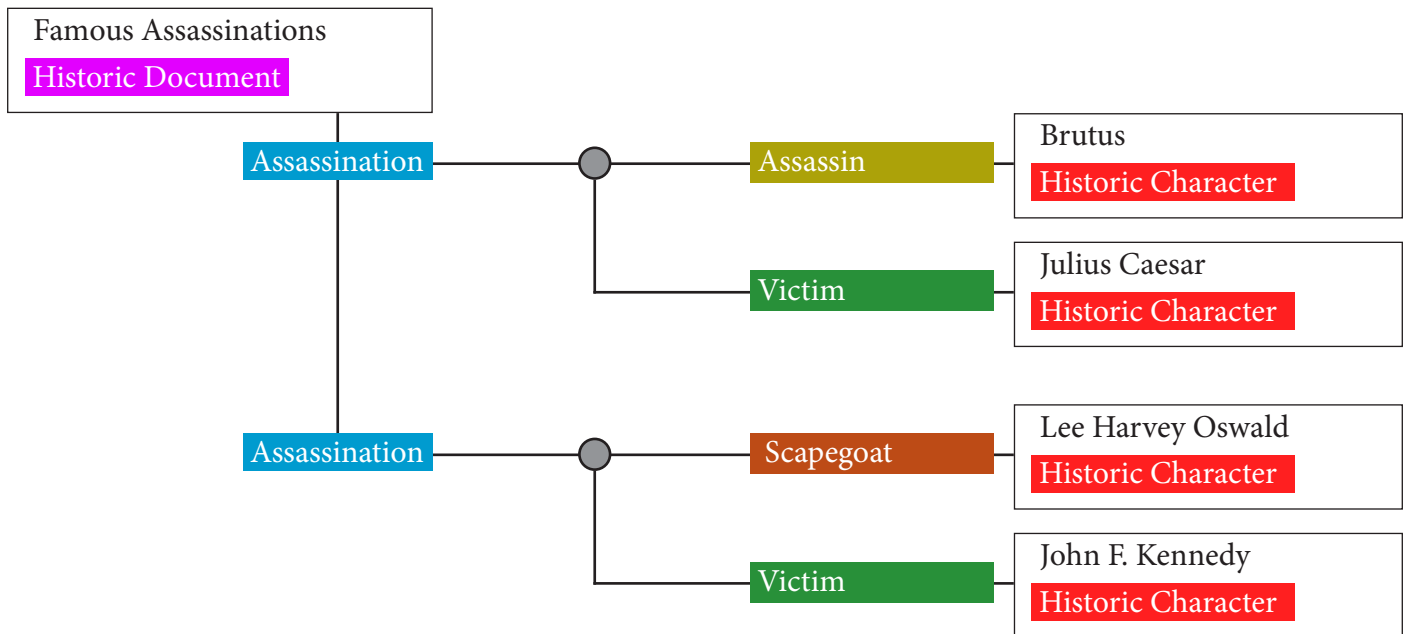 Famous Assassinations
Historic Document
Assassination
Assassin
Brutus
Historic Character
Victim
Julius Caesar
Historic Character
Assassination
Scapegoat
Lee Harvey Oswald
Historic Character
Victim
John F. Kennedy
Historic Character